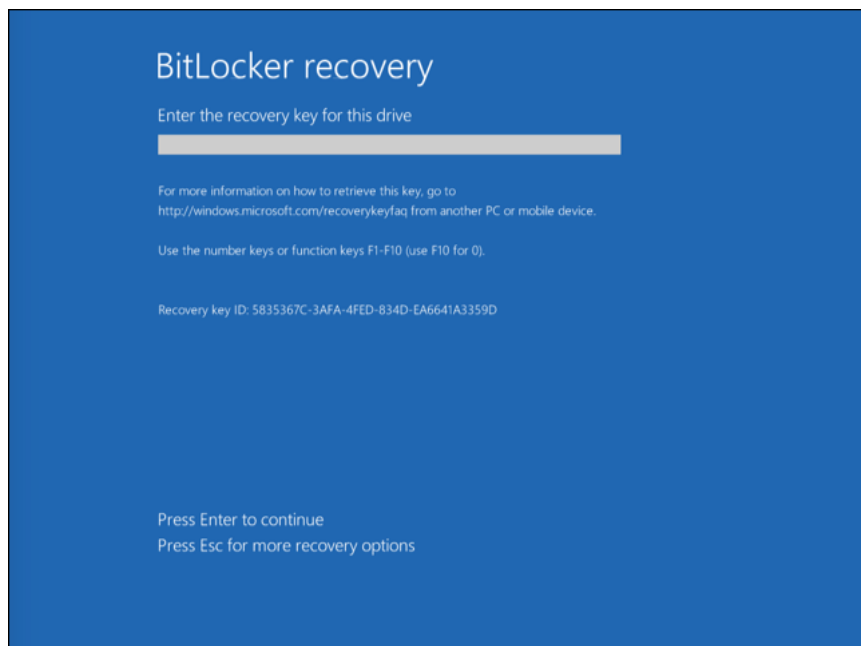 BitLocker recovery
Enter the recovery key for this drive
For more information on how to retrieve this key, go to
http://windows.microsoft.com/recoverykeyfaq from another PC or mobile device.
Use the number keys or function keys F1-F10 (use F10 for 0).
Recovery key ID: 5835367C-3AFA-4FED-834D-EA6641A3359D
Press Enter to continue
Press Esc for more recovery options